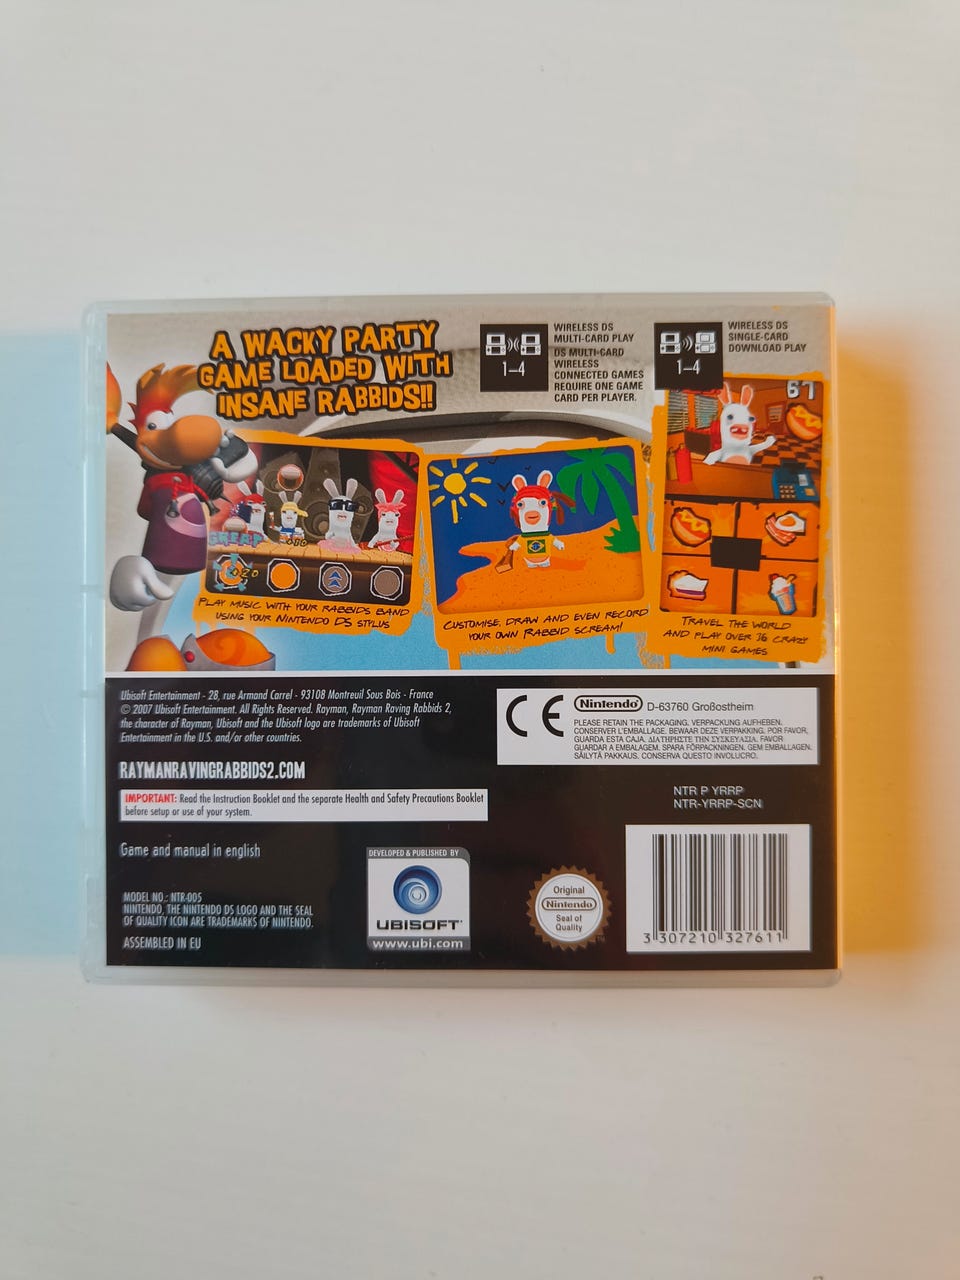 A WACKY PARTY
GAME LOADED WITH
INSANE RABBIDS!!
1–4
WIRELESS DS
MULTI-CARD PLAY
DS MULTI-CARD
WIRELESS
CONNECTED GAMES
REQUIRE ONE GAME
CARD PER PLAYER.
1–4
WIRELESS DS
SINGLE-CARD
DOWNLOAD PLAY
67
GREAT
PLAY MUSIC WITH YOUR RABBIDS BAND
USING YOUR NINTENDO DS STYLUS
CUSTOMISE, DRAW AND EVEN RECORD
YOUR OWN RABBID SCREAM!
TRAVEL THE WORLD
AND PLAY OVER 36 CRAZY
MINI GAMES
Ubisoft Entertainment - 28, rue Armand Carrel - 93108 Montreuil Sous Bois - France
© 2007 Ubisoft Entertainment. All Rights Reserved. Rayman, Rayman Raving Rabbids 2,
the character of Rayman, Ubisoft and the Ubisoft logo are trademarks of Ubisoft
Entertainment in the U.S. and/or other countries.
RAYMANRAVINGRABBIDS2.COM
IMPORTANT: Read the Instruction Booklet and the separate Health and Safety Precautions Booklet
before setup or use of your system.
Game and manual in english
MODEL NO.: NTR-005
NINTENDO, THE NINTENDO DS LOGO AND THE SEAL
OF QUALITY ICON ARE TRADEMARKS OF NINTENDO.
ASSEMBLED IN EU
DEVELOPED & PUBLISHED BY
UBISOFT
www.ubi.com
CE
Nintendo D-63760 Großostheim
PLEASE RETAIN THE PACKAGING. VERPACKUNG AUFHEBEN.
CONSERVER L'EMBALLAGE. BEWAAR DEZE VERPAKKING. POR FAVOR,
GUARDA ESTA CAJA. ΔΙΑΤΗΡΗΣΤΕ ΤΗΝ ΣΥΣΚΕΥΑΣΙΑ. FAVOR
GUARDAR A EMBALAGEM. SPARA FÖRPACKNINGEN. GEM EMBALLAGEN.
SÄILYTÄ PAKKAUS. CONSERVA QUESTO INVOLUCRO.
NTR P YRRP
NTR-YRRP-SCN
Original
Nintendo
Seal of
Quality
3 307210 327611